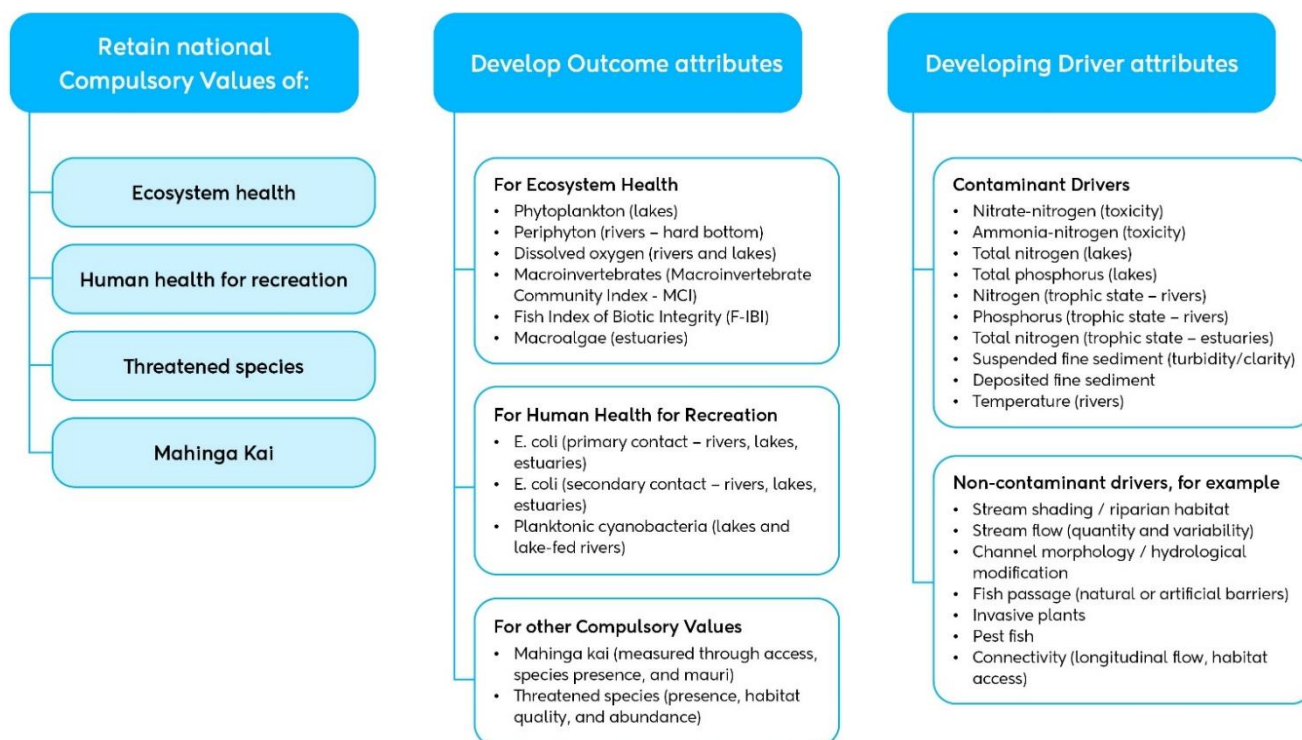 Retain national
Compulsory Values of:
Ecosystem health
Human health for recreation
Threatened species
Mahinga Kai
Develop Outcome attributes
For Ecosystem Health
• Phytoplankton (lakes)
• Periphyton (rivers – hard bottom)
• Dissolved oxygen (rivers and lakes)
• Macroinvertebrates (Macroinvertebrate
Community Index - MCI)
• Fish Index of Biotic Integrity (F-IBI)
• Macroalgae (estuaries)
For Human Health for Recreation
• E. coli (primary contact – rivers, lakes,
estuaries)
• E. coli (secondary contact – rivers, lakes,
estuaries)
• Planktonic cyanobacteria (lakes and
lake-fed rivers)
For other Compulsory Values
• Mahinga kai (measured through access,
species presence, and mauri)
• Threatened species (presence, habitat
quality, and abundance)
Developing Driver attributes
Contaminant Drivers
• Nitrate-nitrogen (toxicity)
• Ammonia-nitrogen (toxicity)
• Total nitrogen (lakes)
• Total phosphorus (lakes)
• Nitrogen (trophic state – rivers)
• Phosphorus (trophic state – rivers)
• Total nitrogen (trophic state – estuaries)
• Suspended fine sediment (turbidity/clarity)
• Deposited fine sediment
• Temperature (rivers)
Non-contaminant drivers, for example
• Stream shading / riparian habitat
• Stream flow (quantity and variability)
• Channel morphology / hydrological
modification
• Fish passage (natural or artificial barriers)
• Invasive plants
• Pest fish
• Connectivity (longitudinal flow, habitat
access)